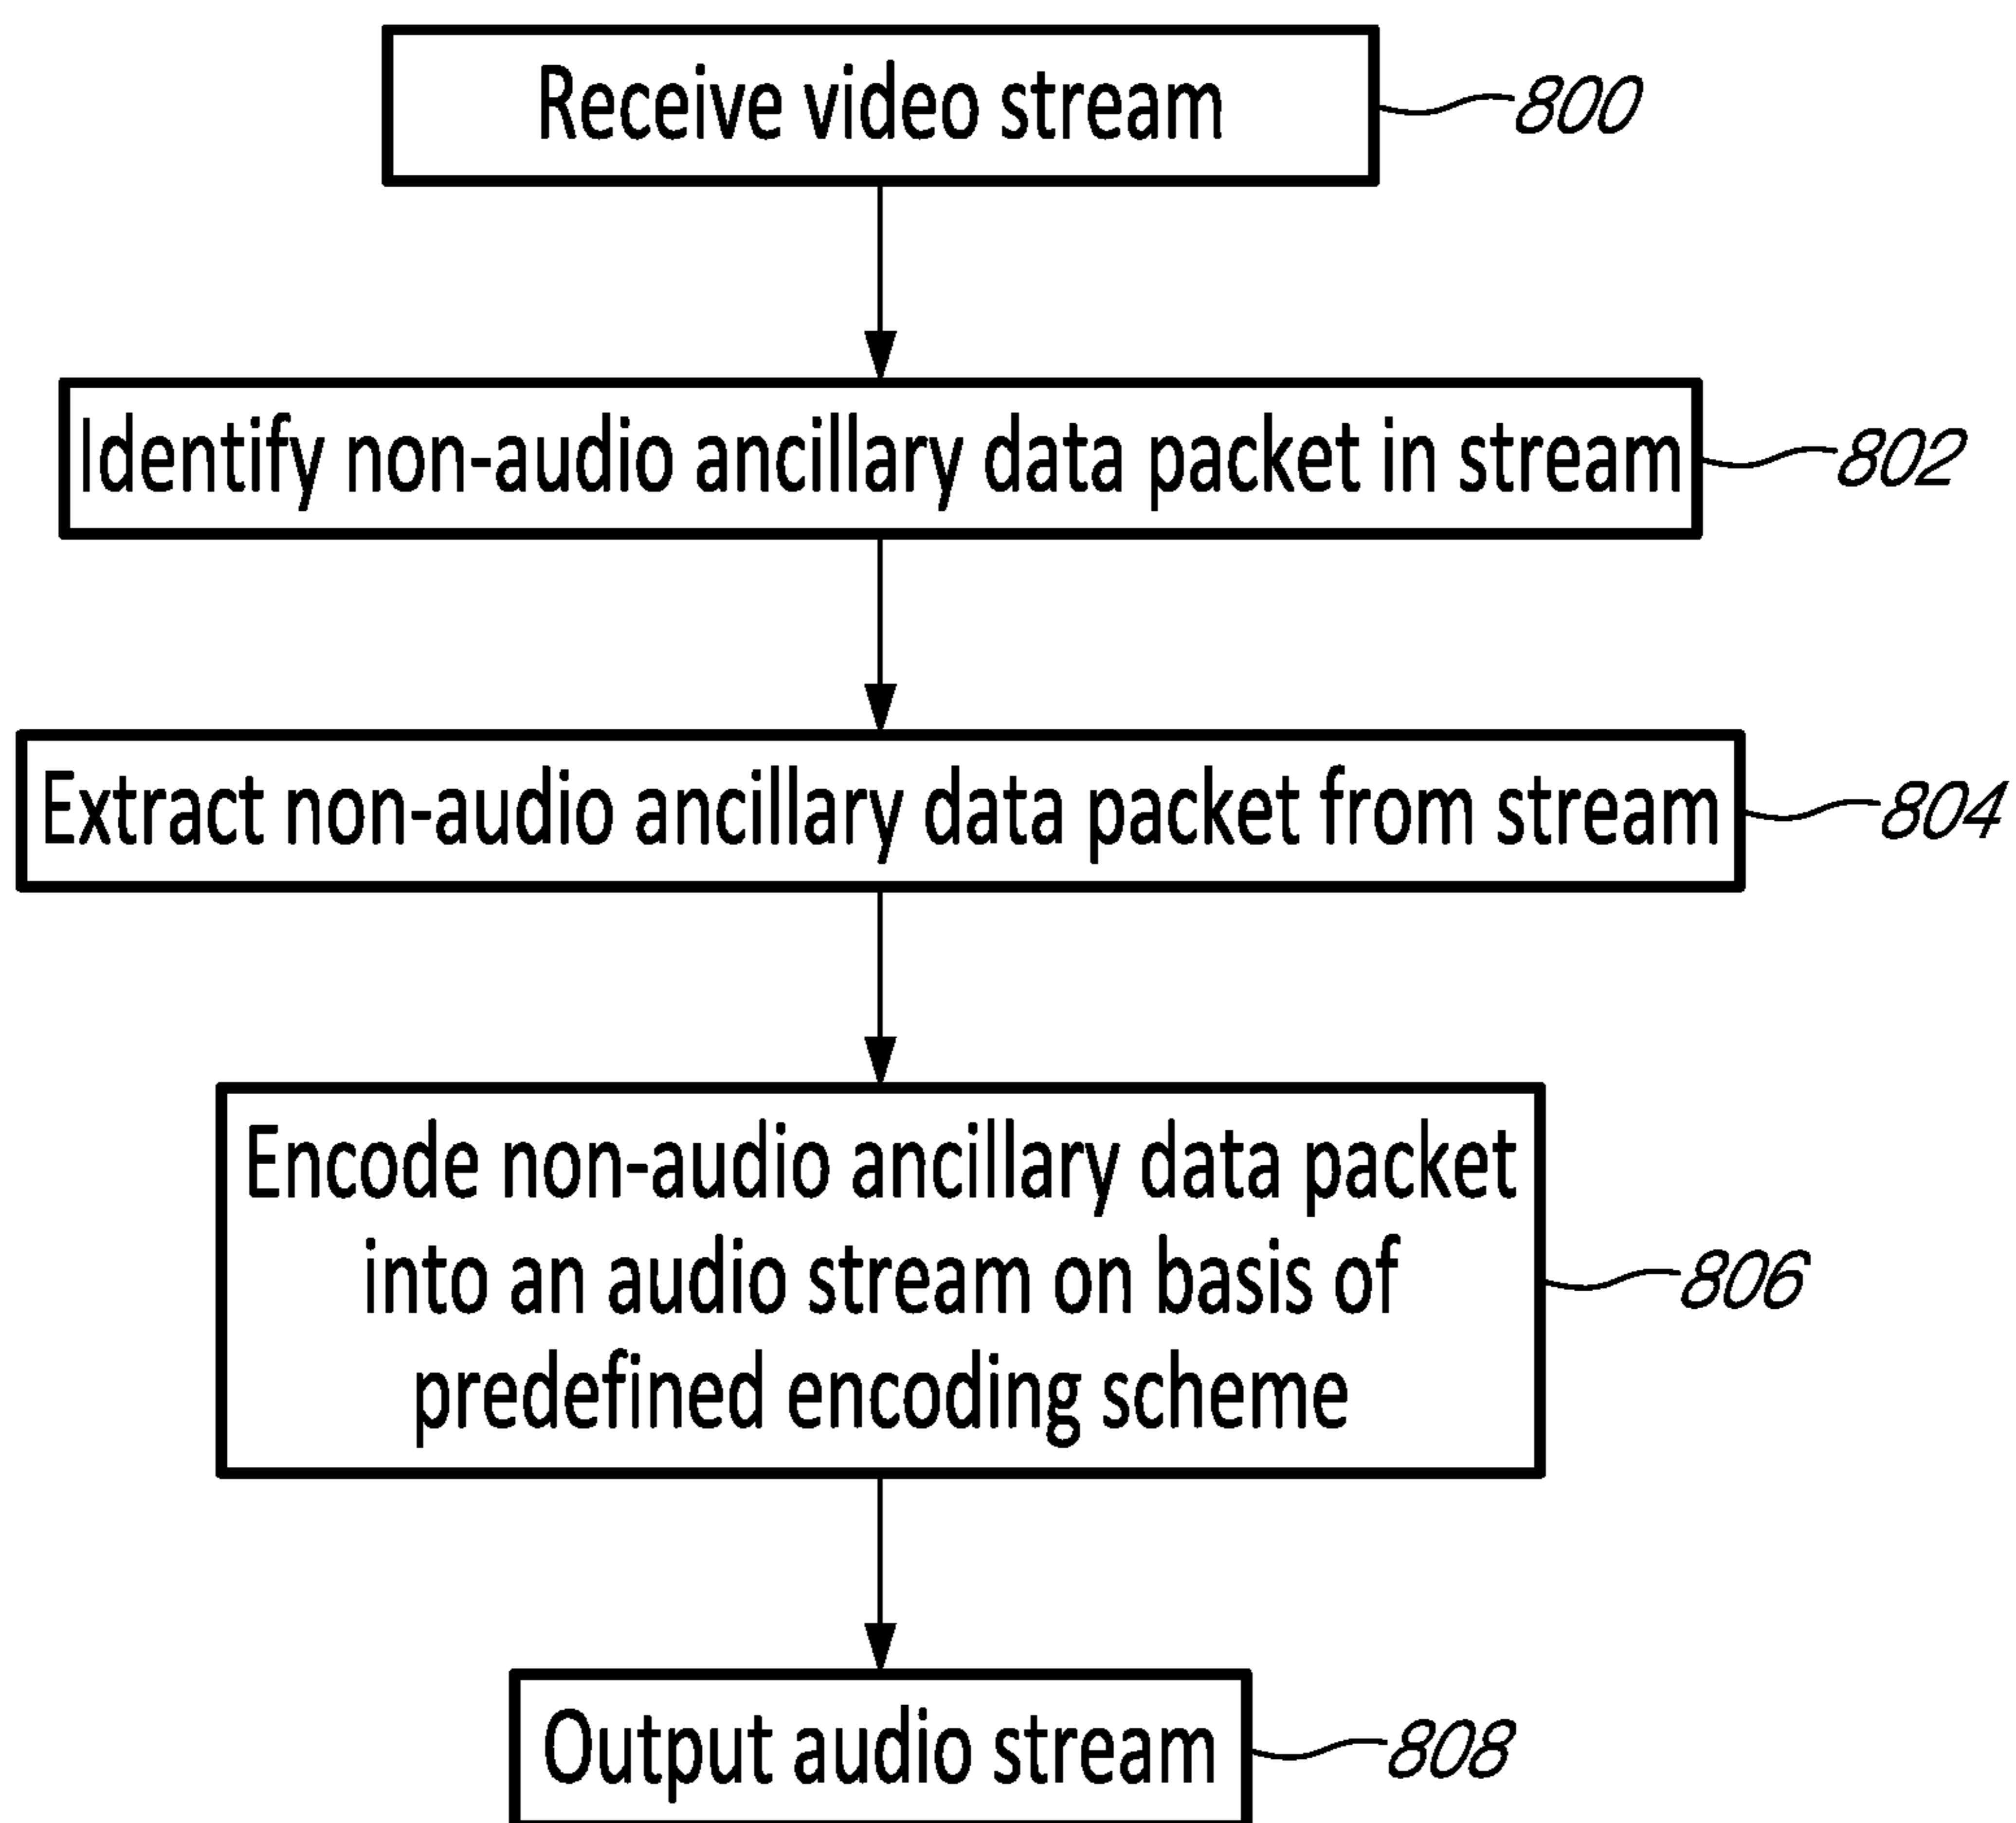 Receive video stream
800
Identify non-audio ancillary data packet in stream
802
Extract non-audio ancillary data packet from stream
804
Encode non-audio ancillary data packet
into an audio stream on basis of
predefined encoding scheme
806
Output audio stream
808